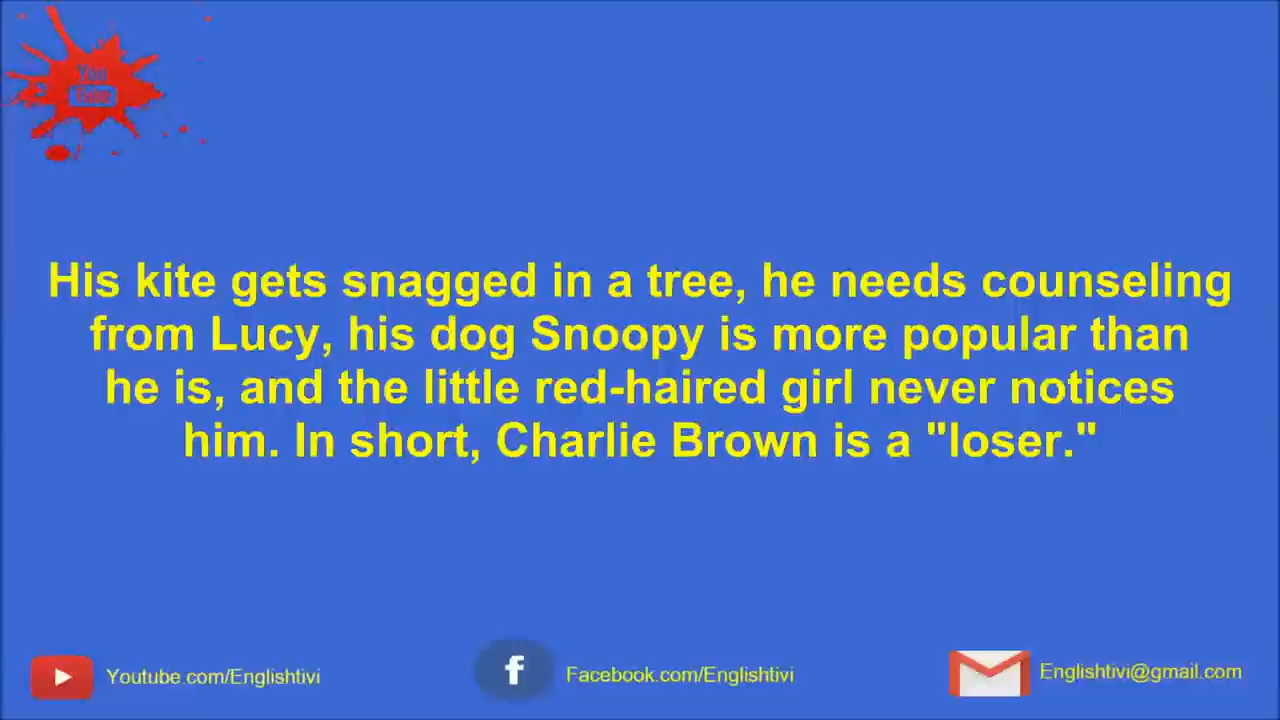 You
Tube
His kite gets snagged in a tree, he needs counseling
from Lucy, his dog Snoopy is more popular than
he is, and the little red-haired girl never notices
him. In short, Charlie Brown is a "loser."
Youtube.com/Englishtivi
f
Facebook.com/Englishtivi
Englishtivi@gmail.com